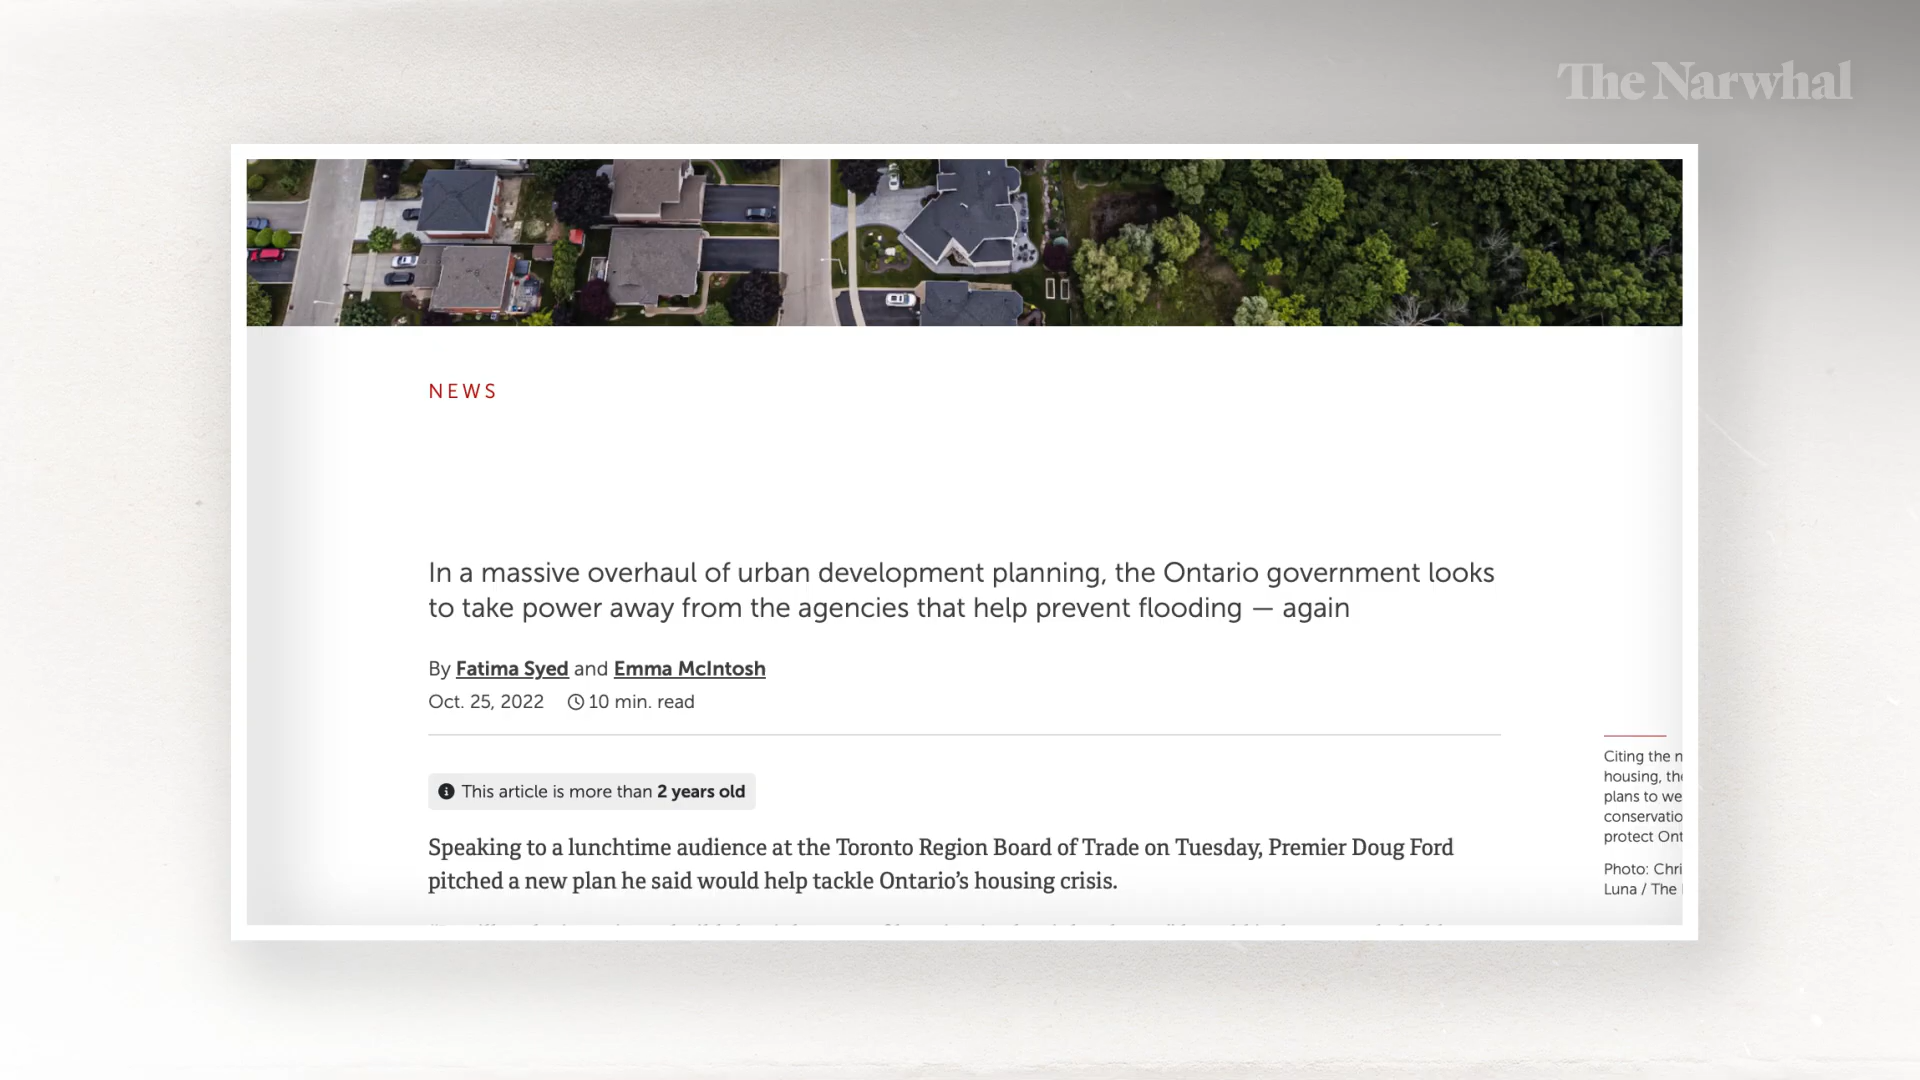 The Narwhal
NEWS
In a massive overhaul of urban development planning, the Ontario government looks
to take power away from the agencies that help prevent flooding — again
By Fatima Syed and Emma McIntosh
Oct. 25, 2022 10 min. read
This article is more than 2 years old
Speaking to a lunchtime audience at the Toronto Region Board of Trade on Tuesday, Premier Doug Ford
pitched a new plan he said would help tackle Ontario’s housing crisis.
Citing the
housing,
plans to
protect
Photo:
Luna / The